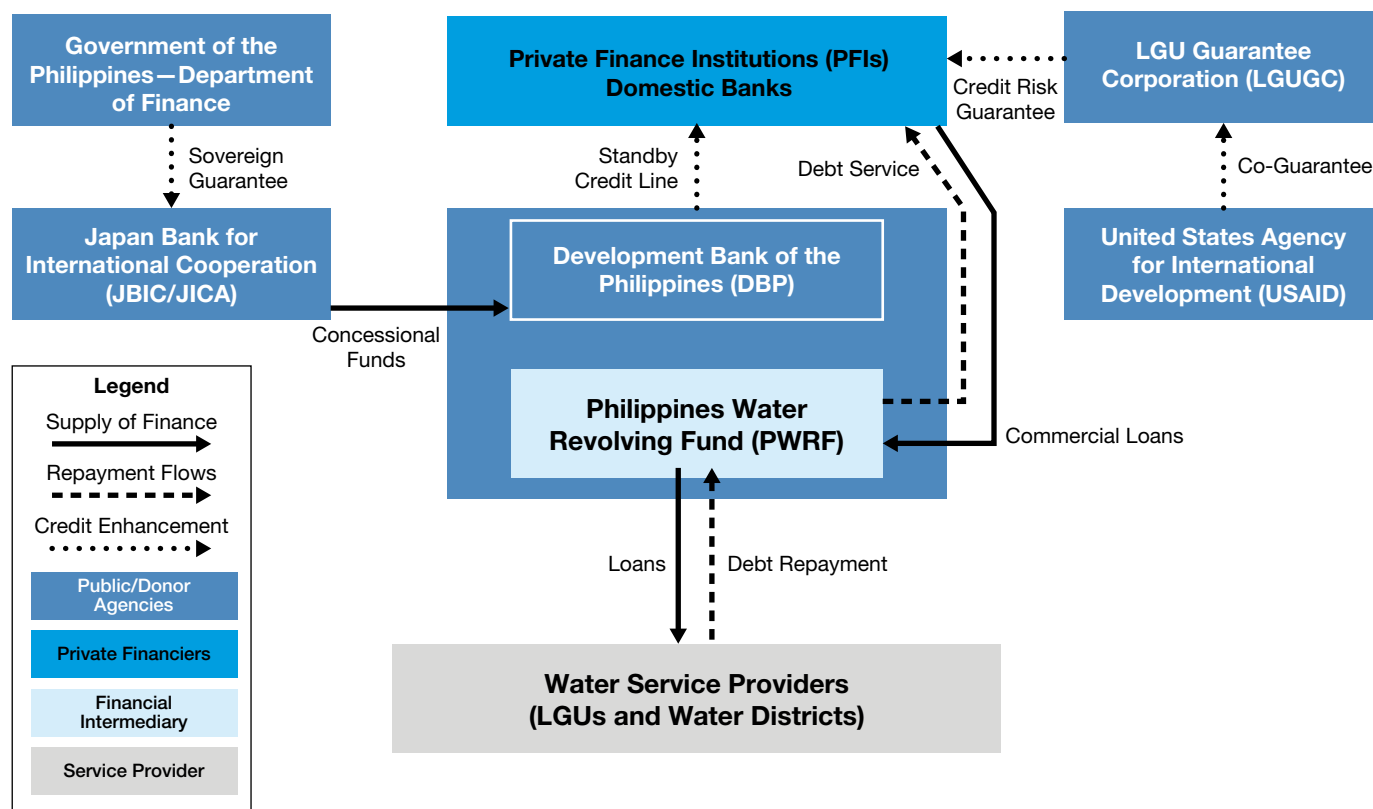 Government of the
Philippines—Department
of Finance
Private Finance Institutions (PFIs)
Domestic Banks
LGU Guarantee
Corporation (LGUGC)
Credit Risk
Guarantee
Sovereign
Guarantee
Standby
Credit Line
Debt Service
Co-Guarantee
Japan Bank for
International Cooperation
(JBIC/JICA)
Development Bank of the
Philippines (DBP)
United States Agency
for International
Development (USAID)
Concessional
Funds
Philippines Water
Revolving Fund (PWRF)
Commercial Loans
Loans
Debt Repayment
Water Service Providers
(LGUs and Water Districts)
Legend
Supply of Finance
Repayment Flows
Credit Enhancement
Public/Donor
Agencies
Private Financiers
Financial
Intermediary
Service Provider